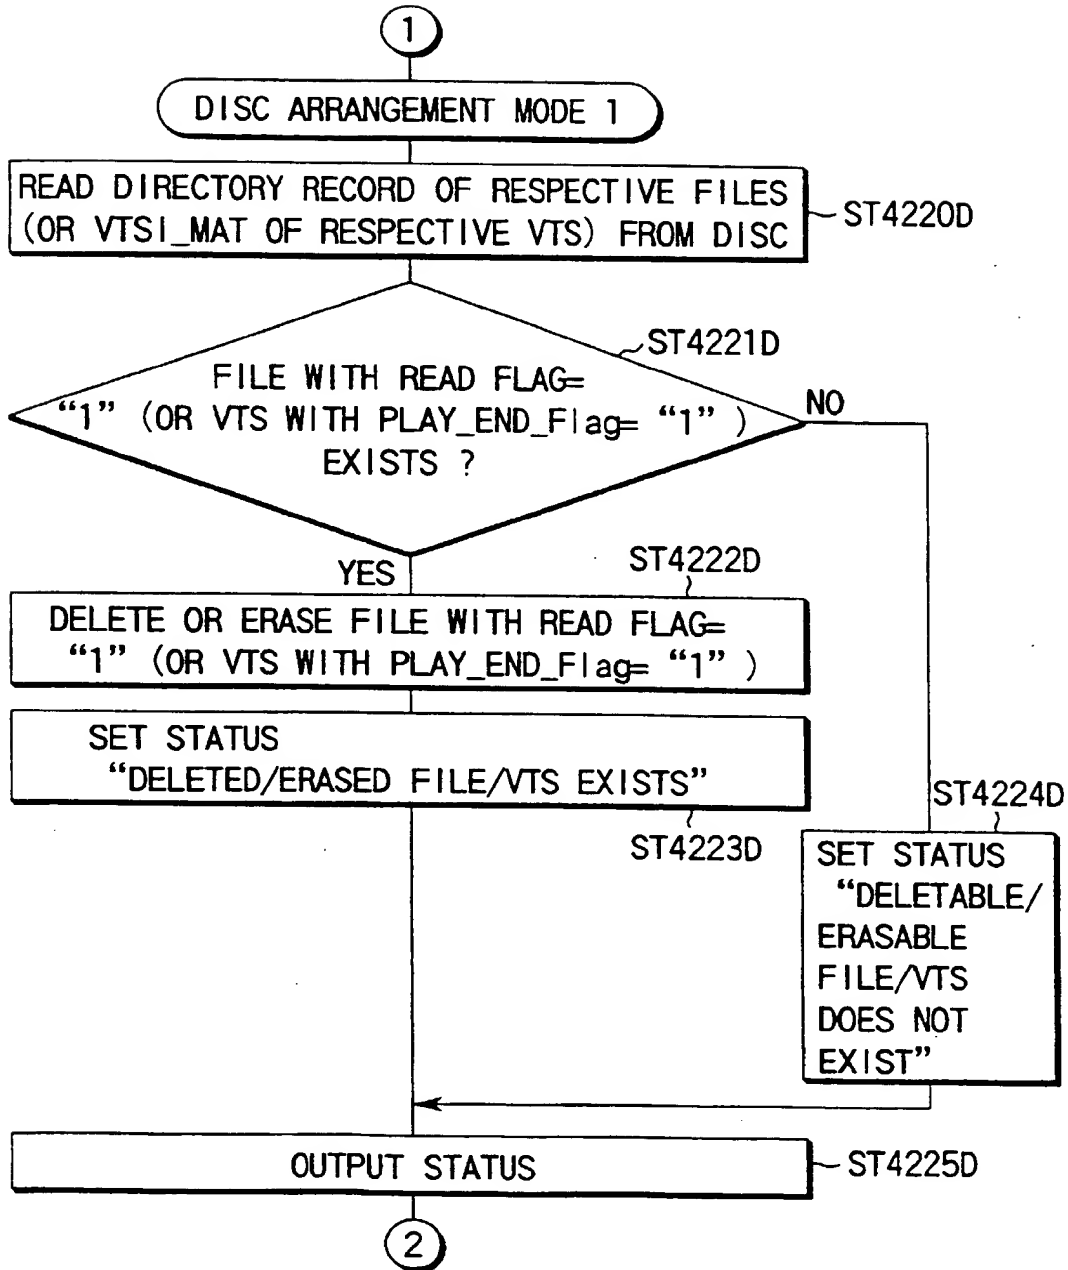 1
DISC ARRANGEMENT MODE 1
READ DIRECTORY RECORD OF RESPECTIVE FILES
(OR VTSI_MAT OF RESPECTIVE VTS) FROM DISC
ST4220D
ST4221D
FILE WITH READ FLAG=
“1” (OR VTS WITH PLAY_END_Flag= “1” )
EXISTS ?
NO
YES
ST4222D
DELETE OR ERASE FILE WITH READ FLAG=
“1” (OR VTS WITH PLAY_END_Flag= “1” )
SET STATUS
“DELETED/ERASED FILE/VTS EXISTS”
ST4223D
ST4224D
SET STATUS
“DELETABLE/
ERASABLE
FILE/VTS
DOES NOT
EXIST”
OUTPUT STATUS
ST4225D
2